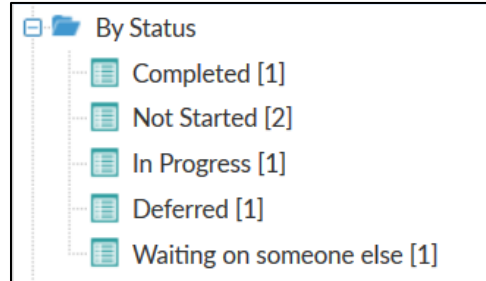 By Status
Completed [1]
Not Started [2]
In Progress [1]
Deferred [1]
Waiting on someone else [1]